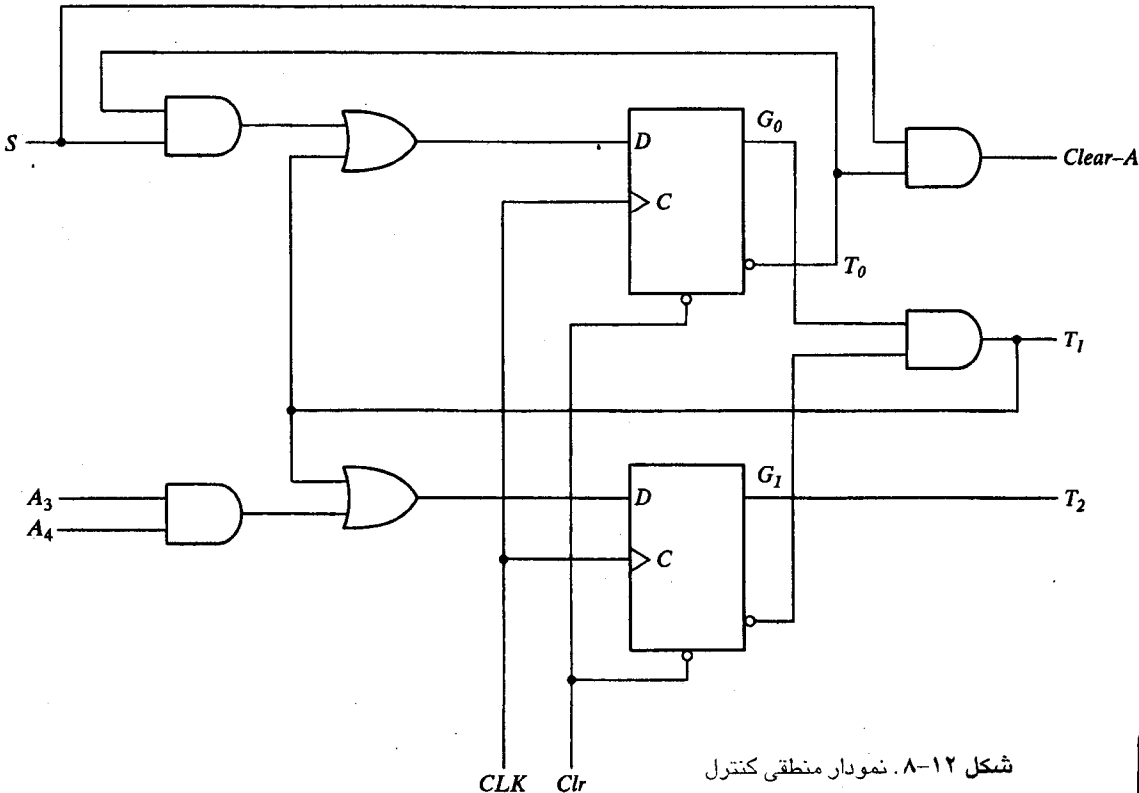 S
D
G₀
C
T₀
Clear–A
T₁
A₃
A₄
D
G₁
C
T₂
CLK
Clr
شکل ۱۲–۸. نمودار منطقی کنترل